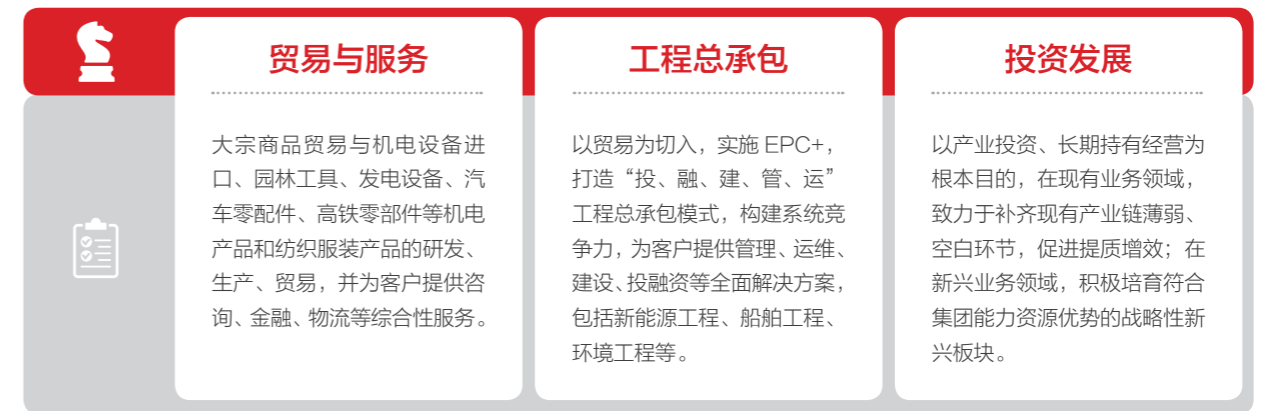 贸易与服务
大宗商品贸易与机电设备进
口、园林工具、发电设备、汽
车零配件、高铁零部件等机电
产品和纺织服装产品的研发、
生产、贸易，并为客户提供咨
询、金融、物流等综合性服务。
工程总承包
以贸易为切入，实施 EPC+，
打造“投、融、建、管、运”
工程总承包模式，构建系统竞
争力，为客户提供管理、运维、
建设、投融资等全面解决方案，
包括新能源工程、船舶工程、
环境工程等。
投资发展
以产业投资、长期持有经营为
根本目的，在现有业务领域，
致力于补齐现有产业链薄弱、
空白环节，促进提质增效；在
新兴业务领域，积极培育符合
集团能力资源优势的战略性新
兴板块。